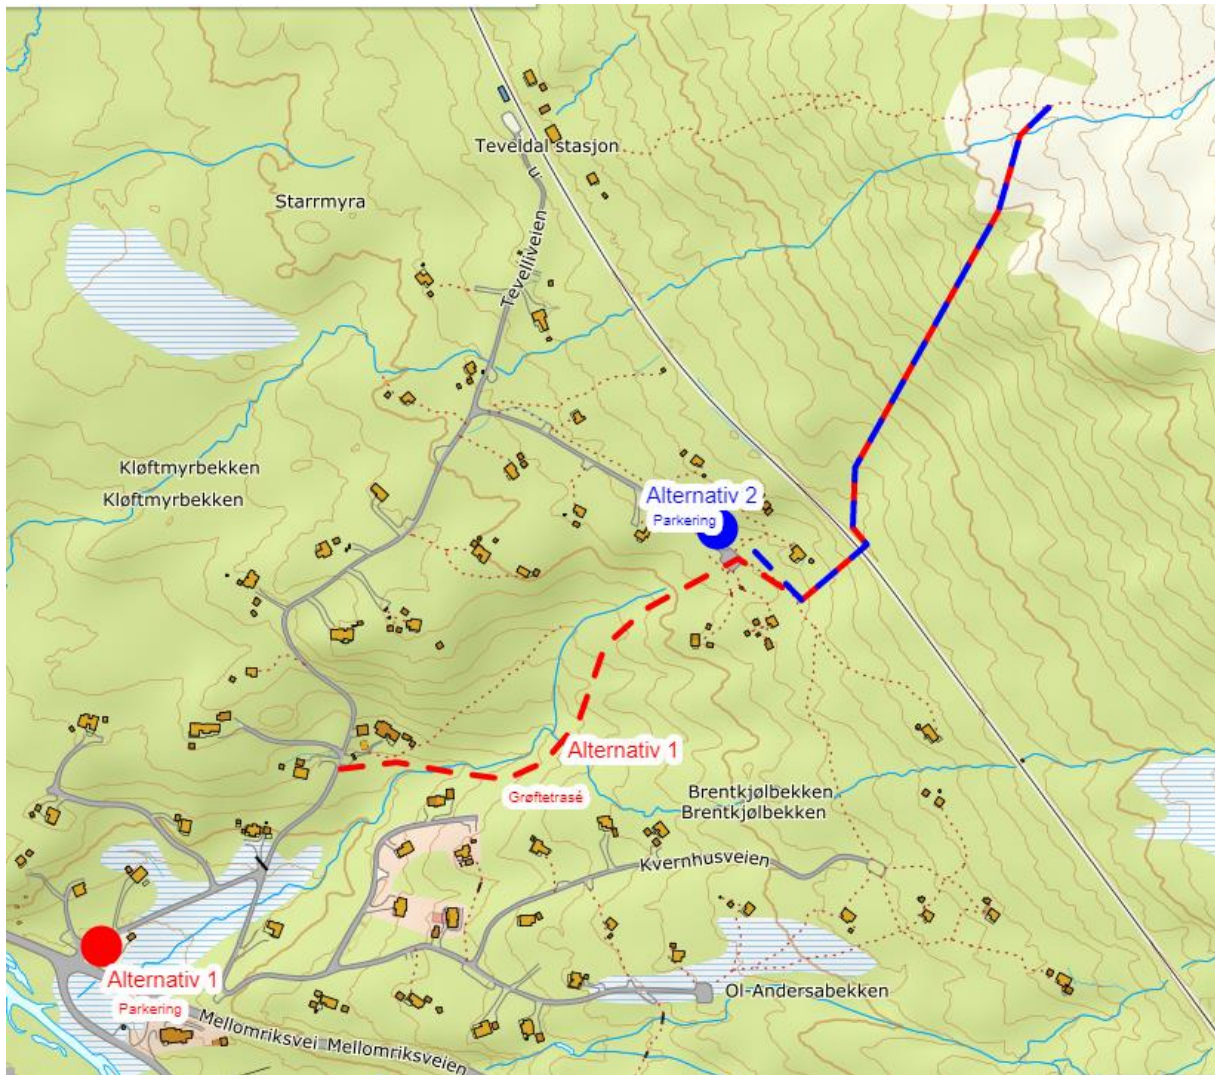 Teveldal stasjon
Starrmyra
Tevelliveien
Kløftmyrbekken
Kløftmyrbekken
Alternativ 2
Parkering
Alternativ 1
Grøftetrasé
Brentkjølbekken
Brentkjølbekken
Kvernhusveien
Alternativ 1
Parkering
Ol-Andersabekken
Mellomriksvei
Mellomriksveien